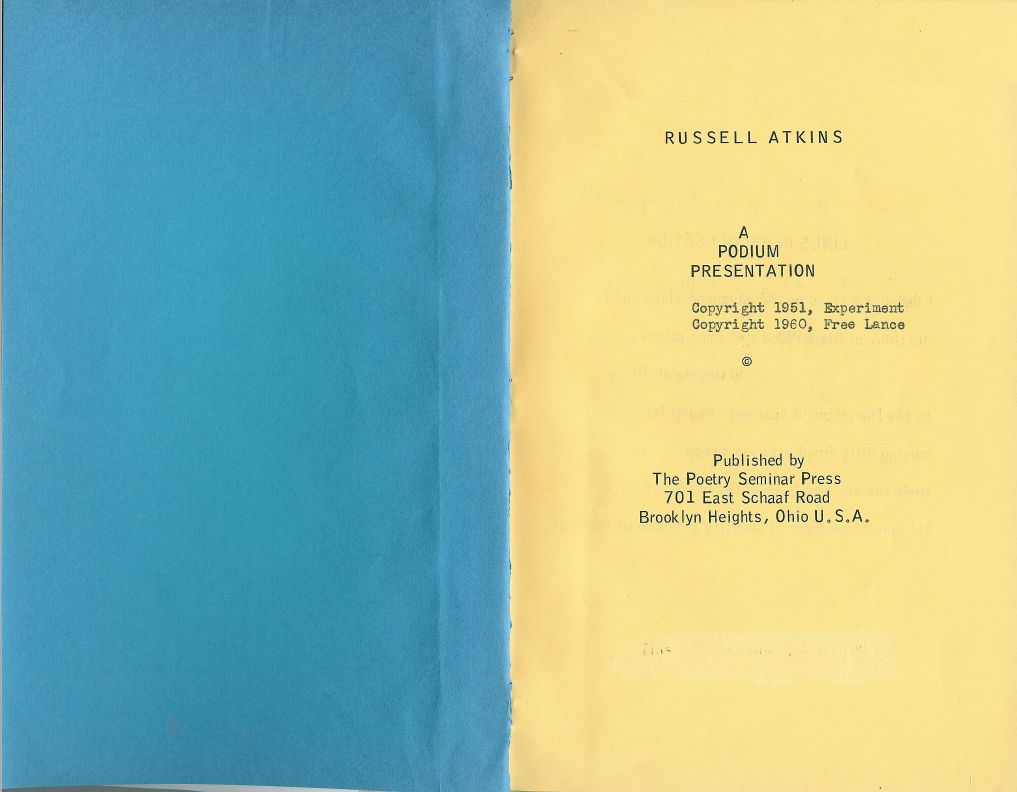 RUSSELL ATKINS
A
PODIUM
PRESENTATION
Copyright 1951, Experiment
Copyright 1960, Free Lance
©
Published by
The Poetry Seminar Press
701 East Schaaf Road
Brooklyn Heights, Ohio U.S.A.